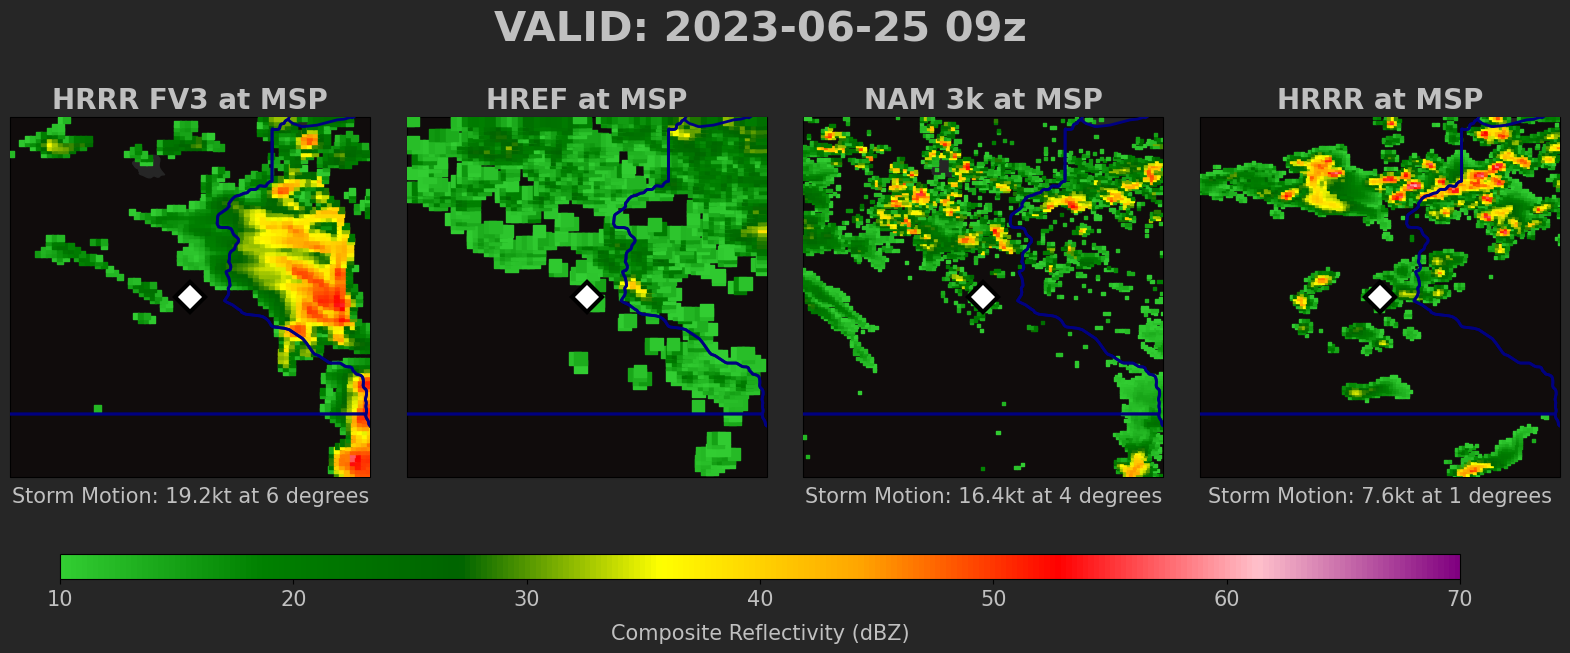 VALID: 2023-06-25 09z
HRRR FV3 at MSP
HREF at MSP
NAM 3k at MSP
HRRR at MSP
Storm Motion: 19.2kt at 6 degrees
Storm Motion: 16.4kt at 4 degrees
Storm Motion: 7.6kt at 1 degrees
10 20 30 40 50 60 70
Composite Reflectivity (dBZ)